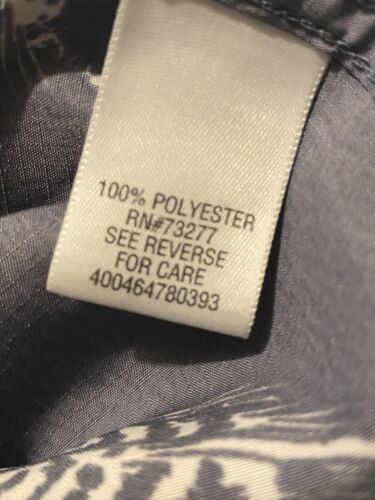 100% POLYESTER
RN#73277
SEE REVERSE
FOR CARE
400464780393